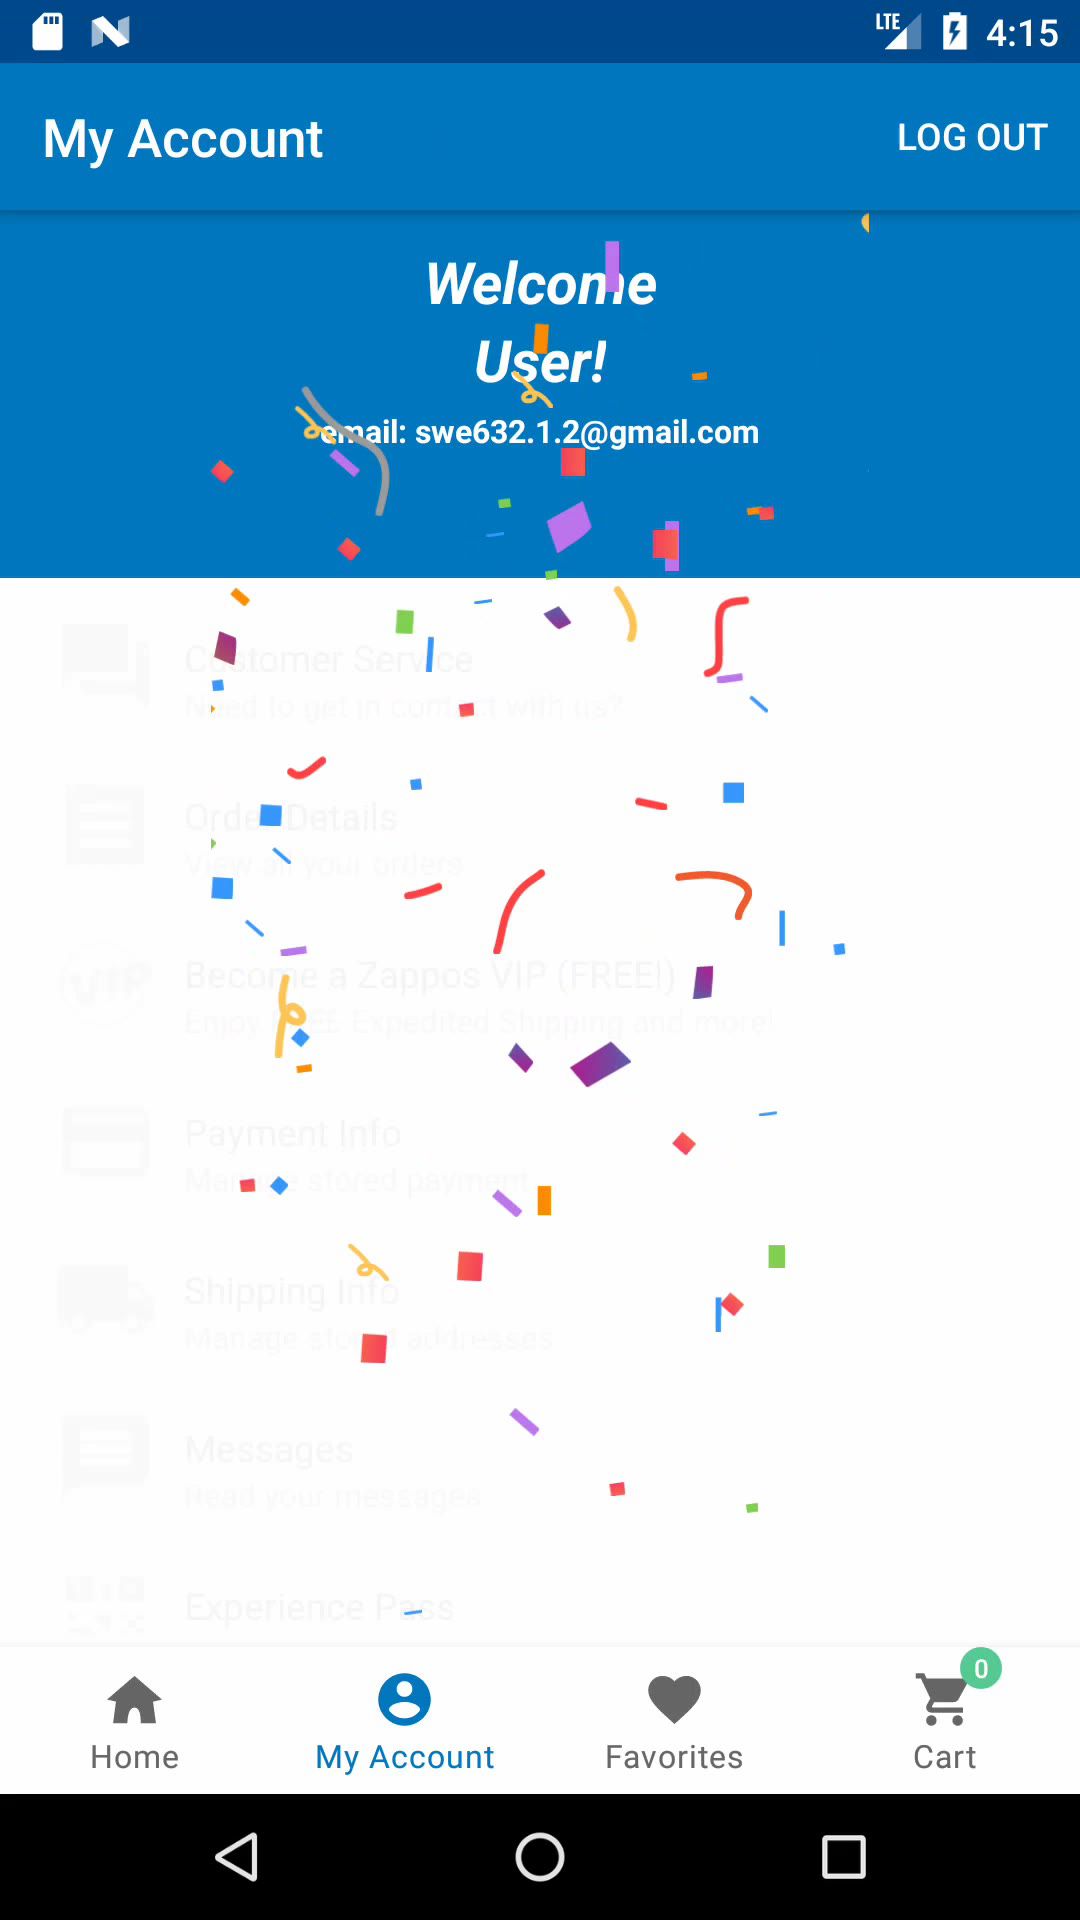 LTE 4:15
My Account LOG OUT
Welcome
User!
email: swe632.1.2@gmail.com
Customer Service
Need to get in contact with us?
Order Details
View all your orders
VIP
Become a Zappos VIP (FREE!)
Enjoy FREE Expedited Shipping and more!
Payment Info
Manage stored payment
Shipping Info
Manage stored addresses
Messages
Read your messages
Experience Pass
0
Home My Account Favorites Cart